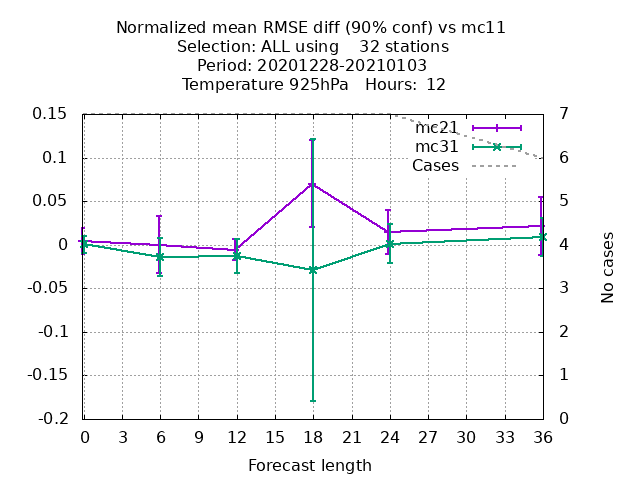 Normalized mean RMSE diff (90% conf) vs mc11
Selection: ALL using    32 stations
Period: 20201228-20210103
Temperature 925hPa   Hours:  12
mc21
mc31
Cases
0.15
0.1
0.05
0
-0.05
-0.1
-0.15
-0.2
7
6
5
4
3
2
1
0
No cases
0 3 6 9 12 15 18 21 24 27 30 33 36
Forecast length